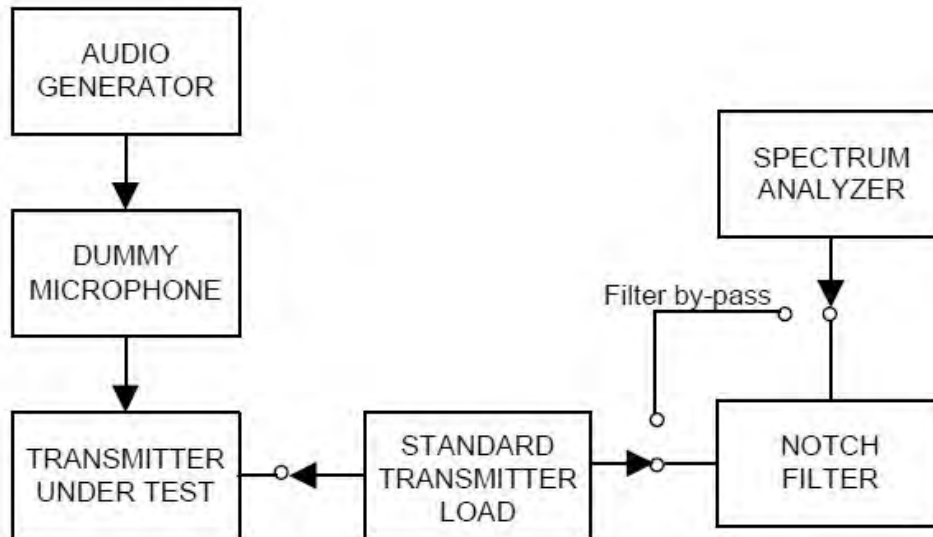 AUDIO
GENERATOR
SPECTRUM
ANALYZER
DUMMY
MICROPHONE
Filter by-pass
TRANSMITTER
UNDER TEST
STANDARD
TRANSMITTER
LOAD
NOTCH
FILTER